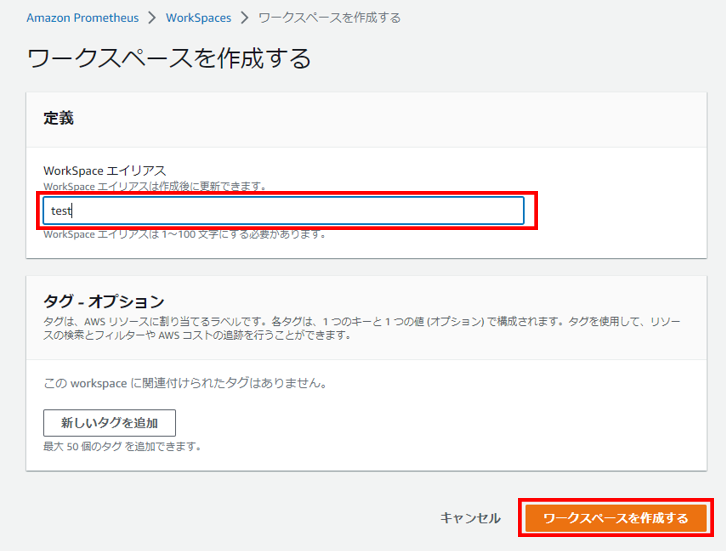 Amazon Prometheus > WorkSpaces > ワークスペースを作成する
ワークスペースを作成する
定義
WorkSpace エイリアス
WorkSpace エイリアスは作成後に更新できます。
test
WorkSpace エイリアスは 1～100 文字にする必要があります。
タグ - オプション
タグは、AWS リソースに割り当てるラベルです。各タグは、1 つのキーと 1 つの値 (オプション) で構成されます。タグを使用して、リソー
スの検索とフィルターや AWS コストの追跡を行うことができます。
この workspace に関連付けられたタグはありません。
新しいタグを追加
最大 50 個のタグ を追加できます。
キャンセル
ワークスペースを作成する